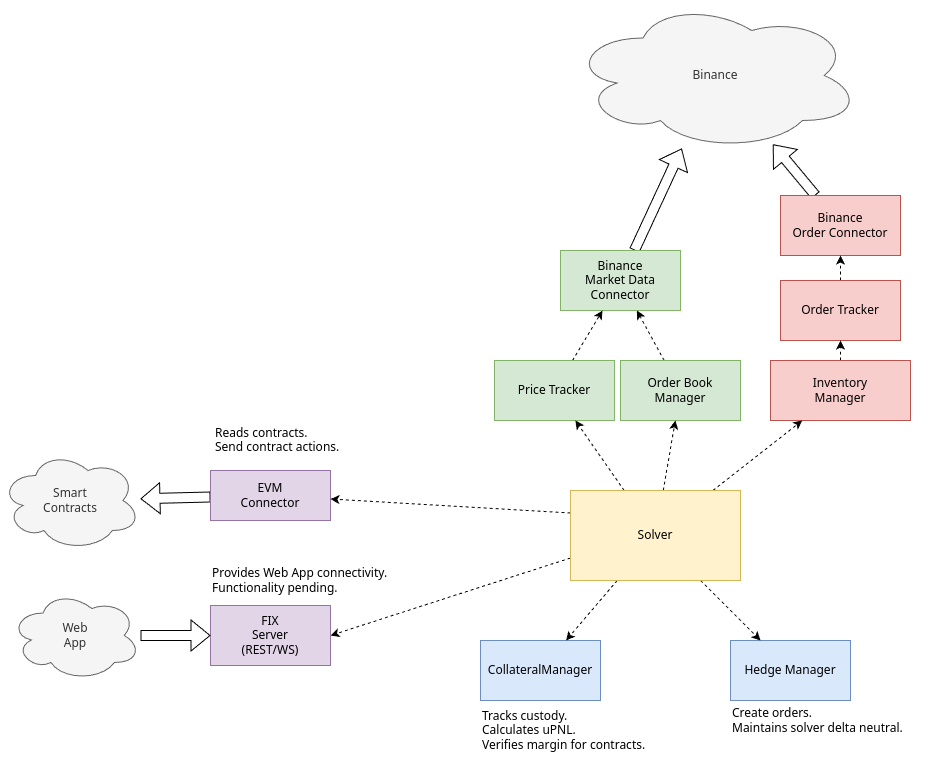 Binance
Binance
Order Connector
Binance
Market Data
Connector
Order Tracker
Price Tracker
Order Book
Manager
Inventory
Manager
Reads contracts.
Send contract actions.
Smart
Contracts
EVM
Connector
Solver
Provides Web App connectivity.
Functionality pending.
Web
App
FIX
Server
(REST/WS)
CollateralManager
Hedge Manager
Tracks custody.
Calculates uPNL.
Verifies margin for contracts.
Create orders.
Maintains solver delta neutral.